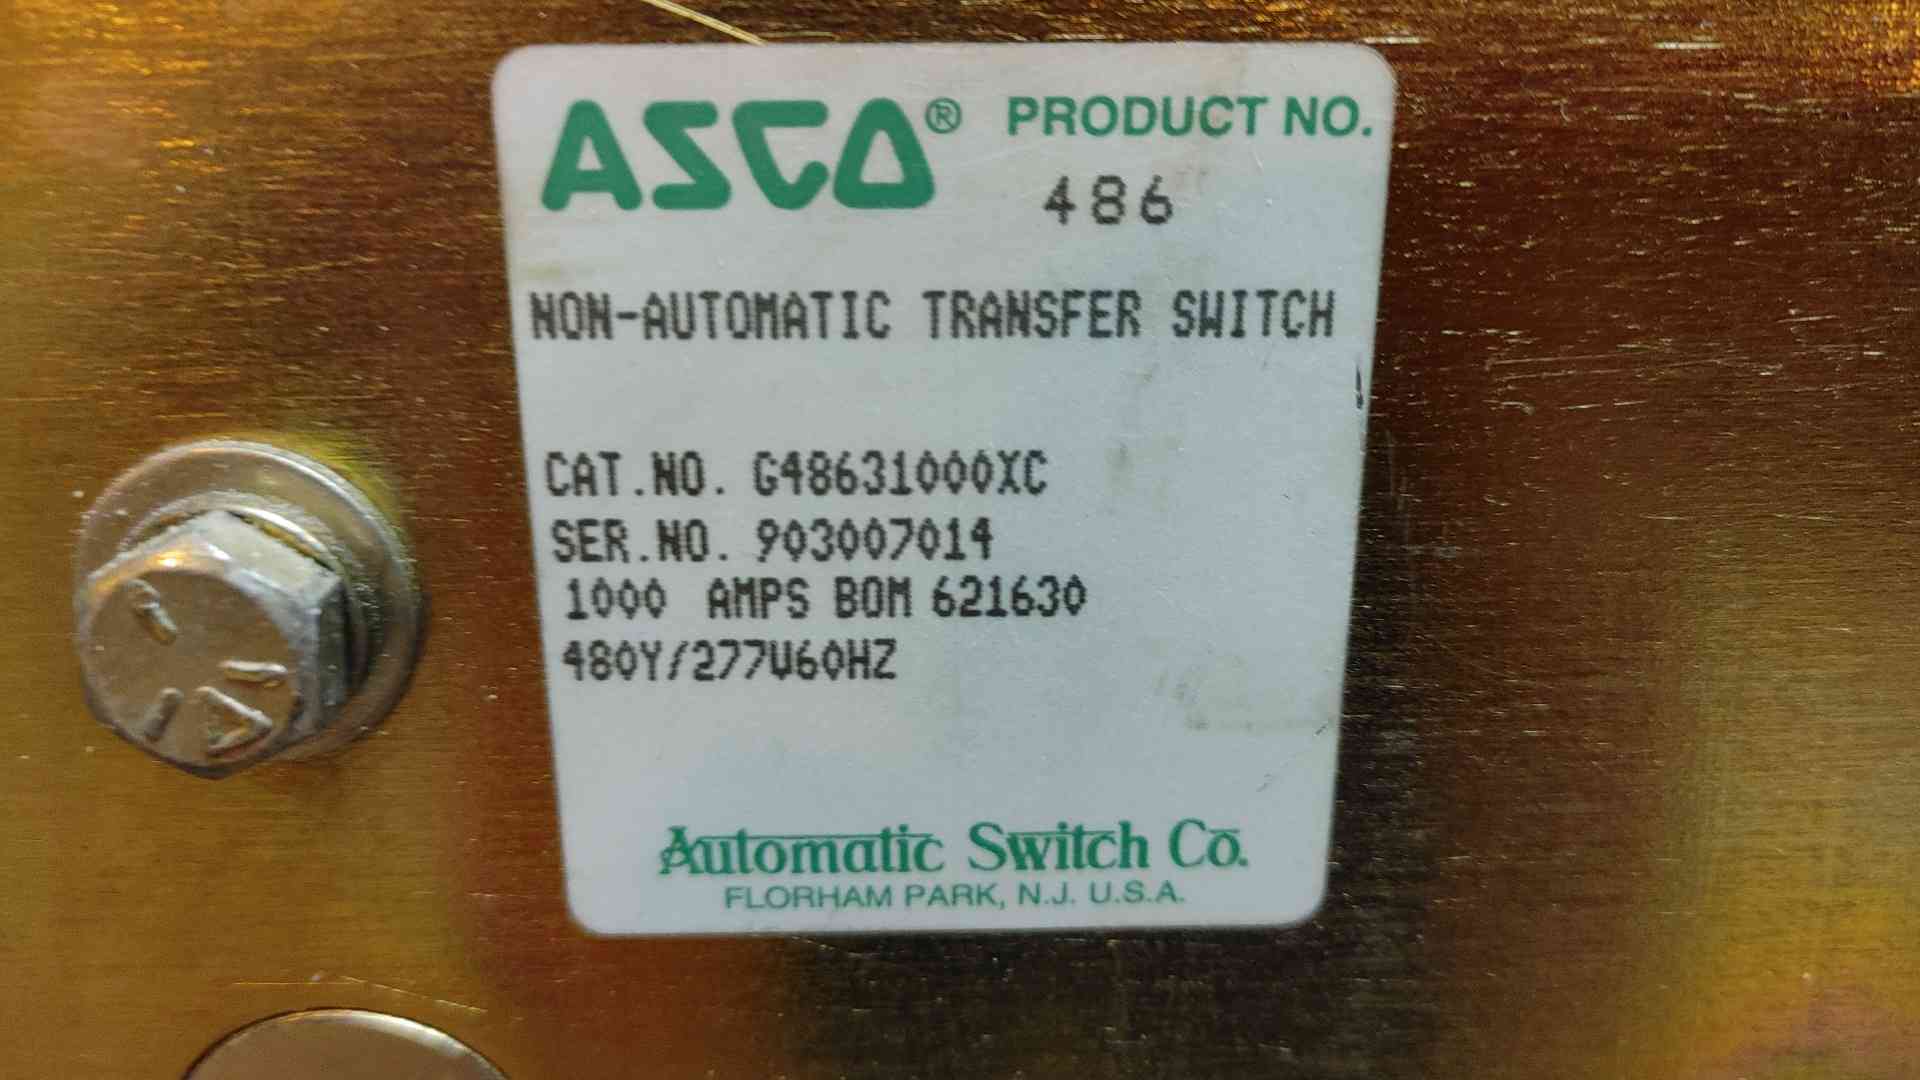 ASCO® PRODUCT NO.
486
NON-AUTOMATIC TRANSFER SWITCH
CAT.NO. G48631000XC
SER.NO. 903007014
1000 AMPS BOM 621630
480Y/277V60HZ
Automatic Switch Co.
FLORHAM PARK, N.J. U.S.A.